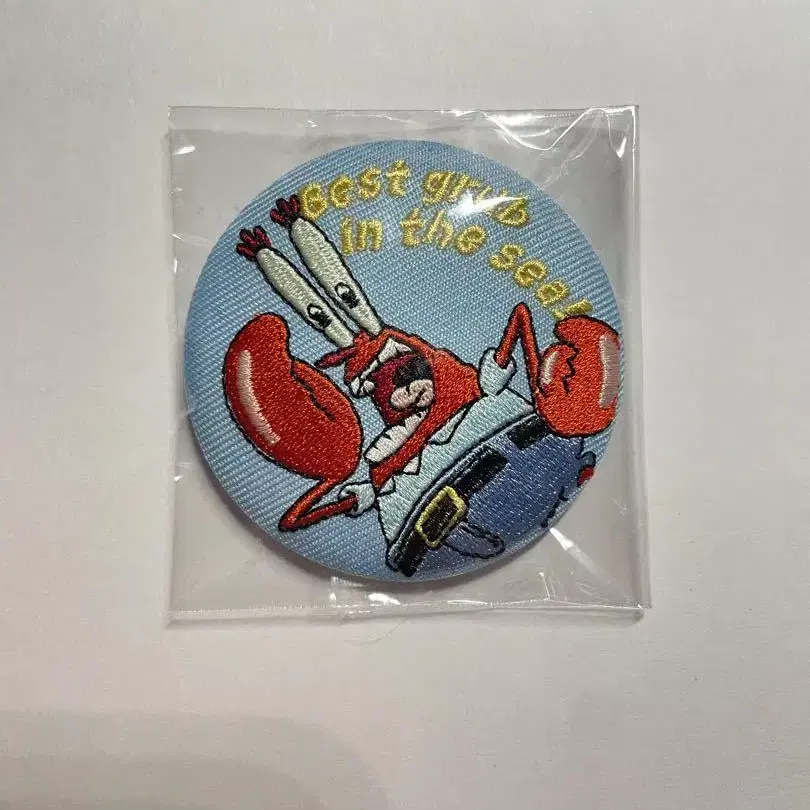 Best grub
in the sea!